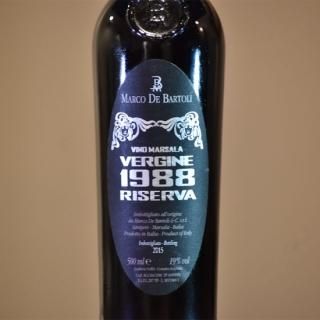 MARCO DE BARTOLI
VINO MARSALA
VERGINE
1988
RISERVA
Imbottigliato all'origine
da Marco De Bartoli & C. s.r.l.
Samperi - Marsala - Italia
Prodotto in Italia - Product of Italy
Imbottigliato - Bottling
2015
500 ml e 19% vol